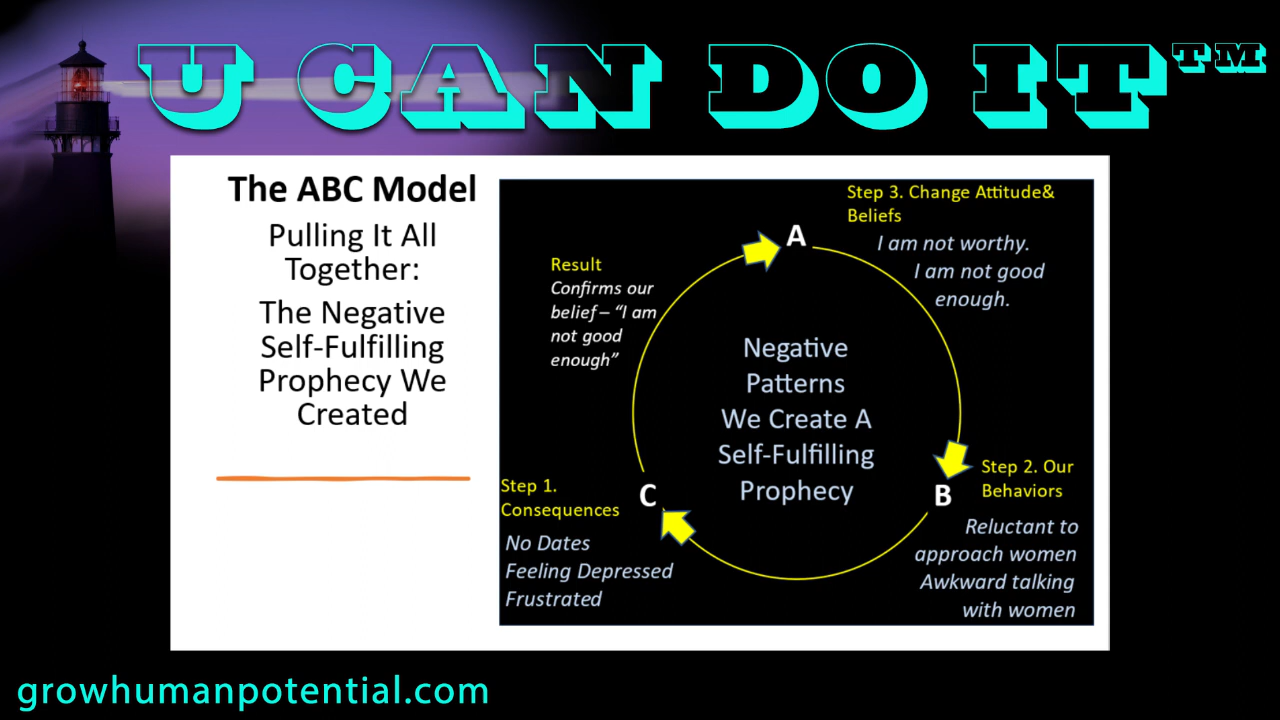 U CAN DO IT™
The ABC Model
Pulling It All
Together:
The Negative
Self-Fulfilling
Prophecy We
Created
Step 3. Change Attitude&
Beliefs
A
I am not worthy.
I am not good
enough.
Result
Confirms our
belief – “I am
not good
enough”
Negative
Patterns
We Create A
Self-Fulfilling
Prophecy
Step 2. Our
Behaviors
B
Reluctant to
approach women
Awkward talking
with women
Step 1.
Consequences
C
No Dates
Feeling Depressed
Frustrated
growhumanpotential.com